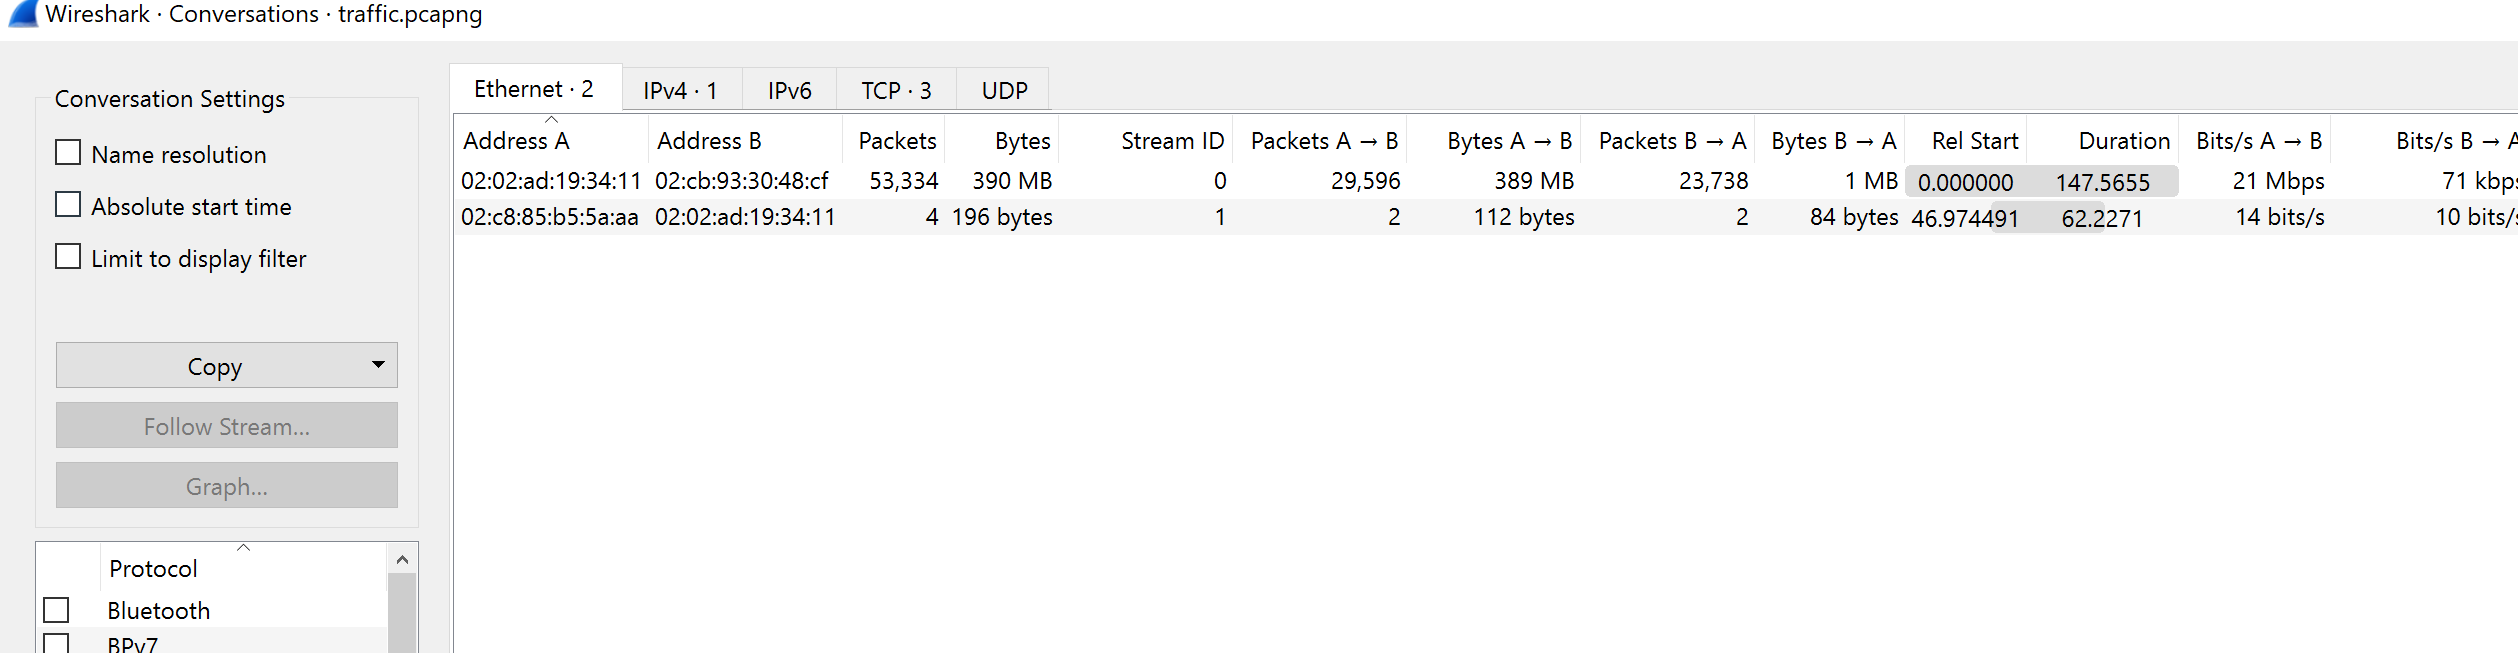 Wireshark · Conversations · traffic.pcapng
Conversation Settings
Name resolution
Absolute start time
Limit to display filter
Copy
Follow Stream...
Graph...
Protocol
Bluetooth
BPv7
Ethernet · 2 IPv4 · 1 IPv6 TCP · 3 UDP
Address A Address B Packets Bytes Stream ID Packets A → B Bytes A → B Packets B → A Bytes B → A Rel Start Duration Bits/s A → B Bits/s B → A
02:02:ad:19:34:11 02:cb:93:30:48:cf 53,334 390 MB 0 29,596 389 MB 23,738 1 MB 0.000000 147.5655 21 Mbps 71 kbps
02:c8:85:b5:5a:aa 02:02:ad:19:34:11 4 196 bytes 1 2 112 bytes 2 84 bytes 46.974491 62.2271 14 bits/s 10 bits/s